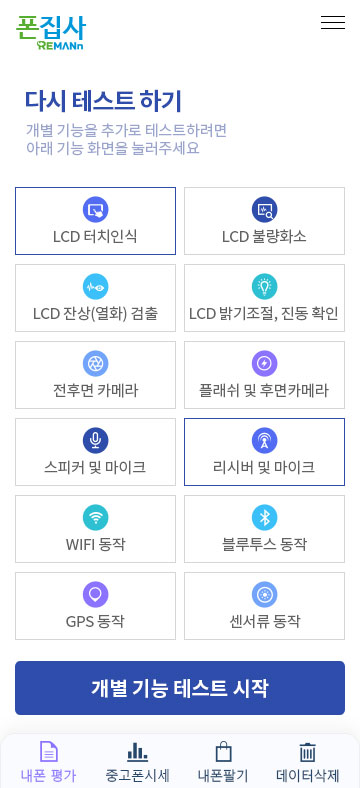 폰집사
REMANn
다시 테스트 하기
개별 기능을 추가로 테스트하려면
아래 기능 화면을 눌러주세요
LCD 터치인식
LCD 불량화소
LCD 잔상(열화) 검출
LCD 밝기조절, 진동 확인
전후면 카메라
플래쉬 및 후면카메라
스피커 및 마이크
리시버 및 마이크
WIFI 동작
블루투스 동작
GPS 동작
센서류 동작
개별 기능 테스트 시작
내폰 평가
중고폰시세
내폰팔기
데이터삭제